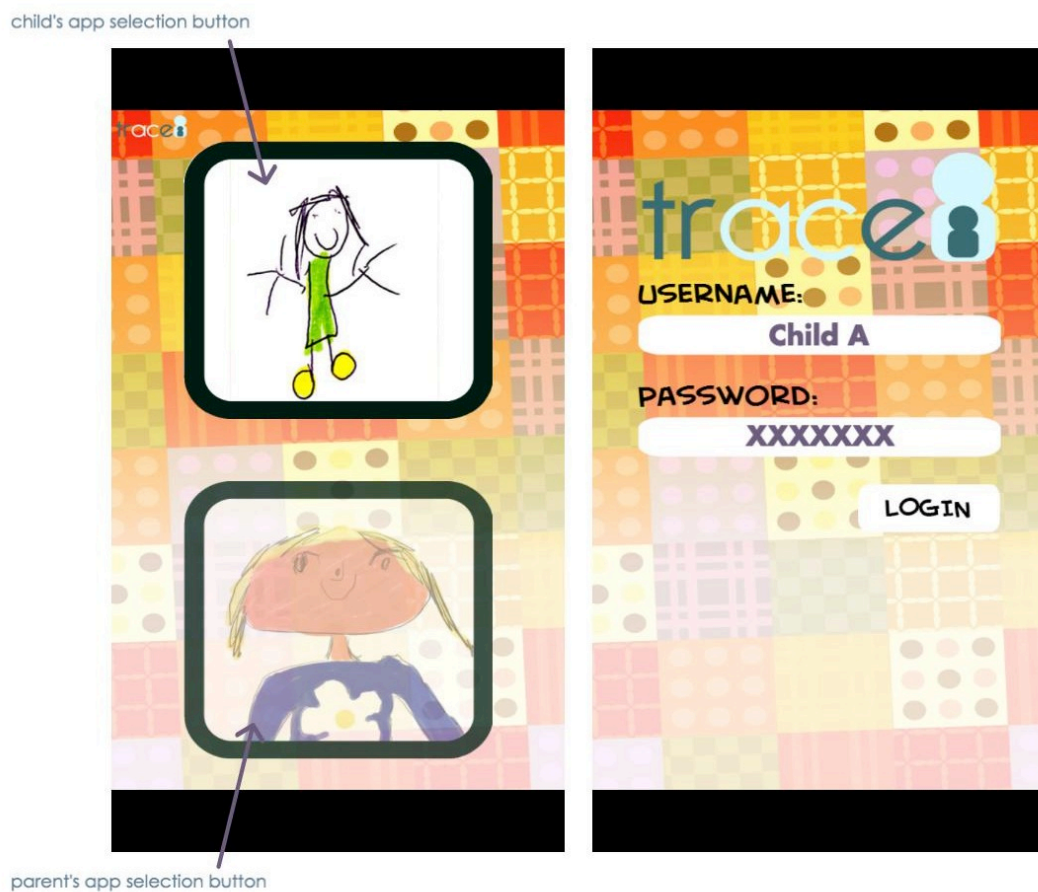 child's app selection button
trace
trace
USERNAME:
Child A
PASSWORD:
XXXXXXX
LOGIN
parent's app selection button